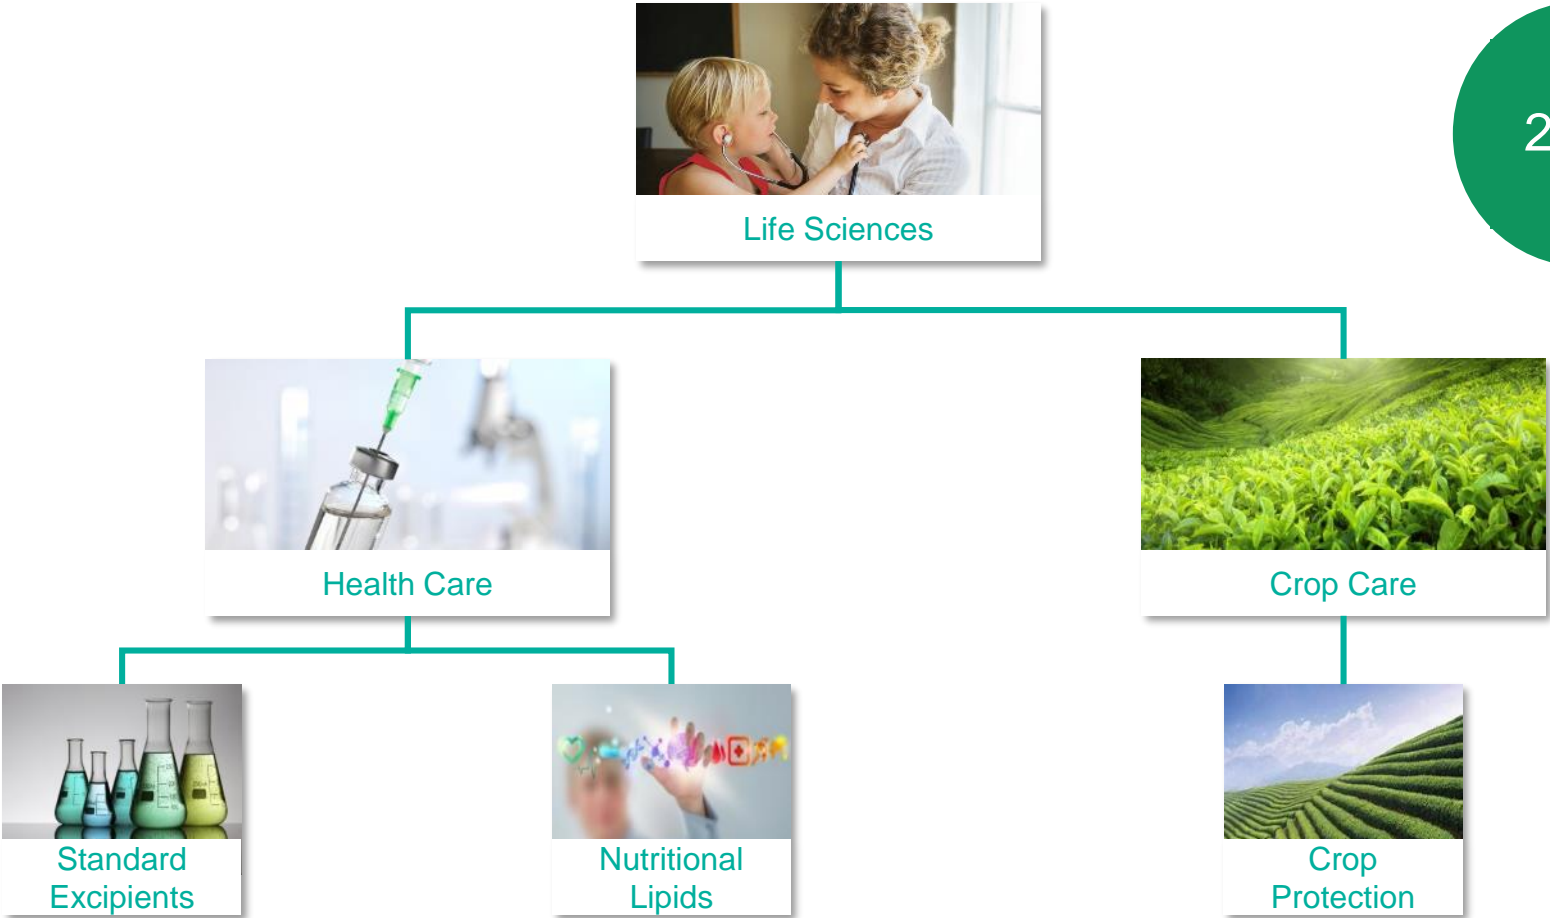 Life Sciences
2
Health Care
Crop Care
Standard
Excipients
Nutritional
Lipids
Crop
Protection